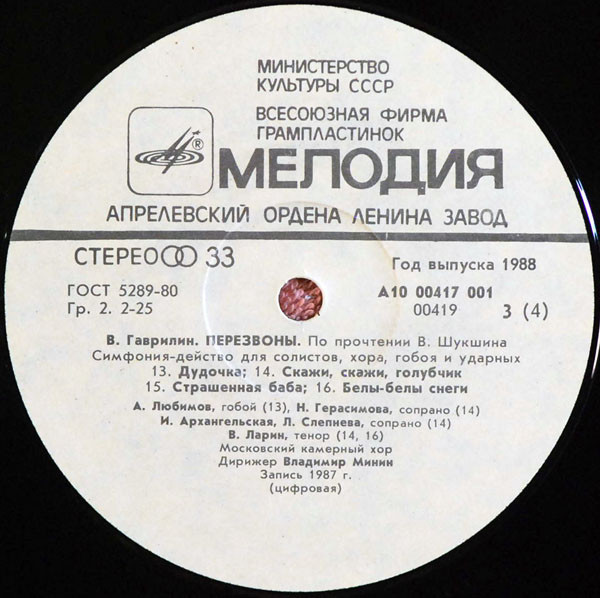 МИНИСТЕРСТВО
КУЛЬТУРЫ СССР
ВСЕСОЮЗНАЯ ФИРМА
ГРАМПЛАСТИНОК
®
МЕЛОДИЯ
АПРЕЛЕВСКИЙ ОРДЕНА ЛЕНИНА ЗАВОД
СТЕРЕО 33
Год выпуска 1988
ГОСТ 5289-80
А10 00417 001
Гр. 2. 2-25
00419 3 (4)
В. Гаврилин. ПЕРЕЗВОНЫ. По прочтении В. Шукшина
Симфония-действо для солистов, хора, гобоя и ударных
13. Дудочка; 14. Скажи, скажи, голубчик
15. Страшенная баба; 16. Белы-белы снеги
А. Любимов, гобой (13), Н. Герасимова, сопрано (14)
И. Архангельская, Л. Слепнева, сопрано (14)
В. Ларин, тенор (14, 16)
Московский камерный хор
Дирижер Владимир Минин
Запись 1987 г.
(цифровая)